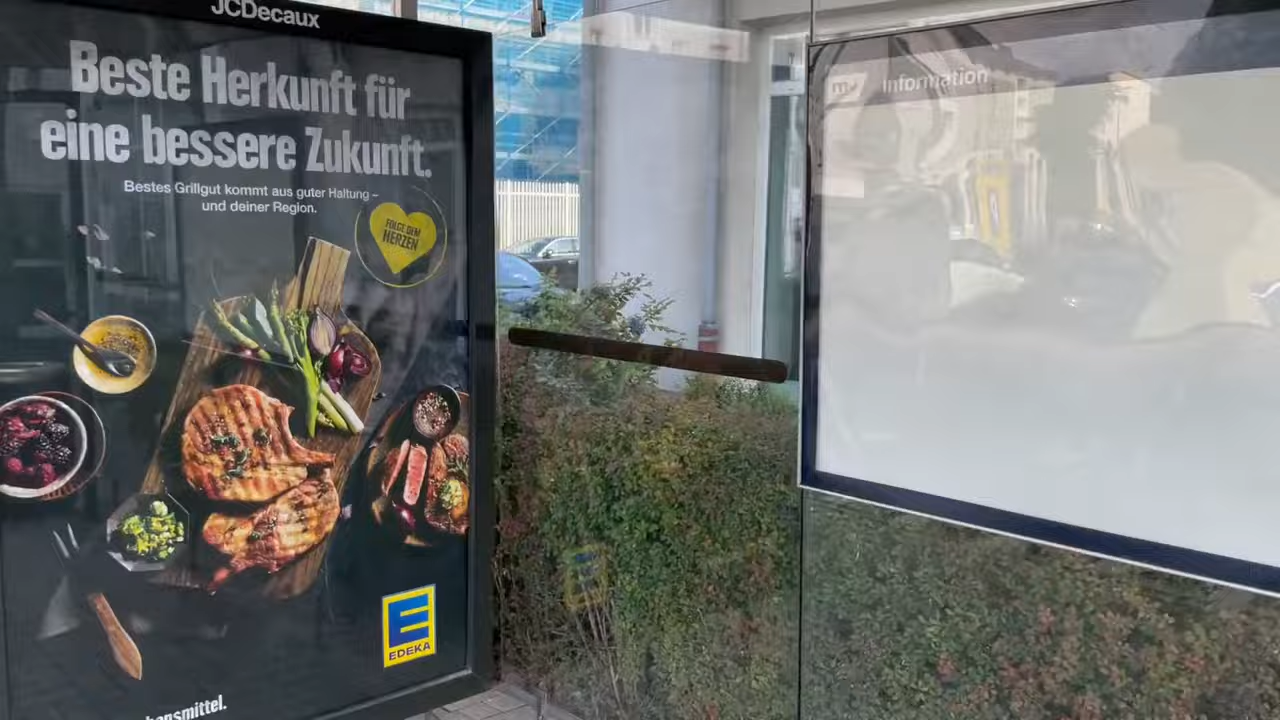 JCDecaux
Beste Herkunft für
eine bessere Zukunft.
Bestes Grillgut kommt aus guter Haltung –
und deiner Region.
FOLGE DEM
HERZEN
EDEKA
Information